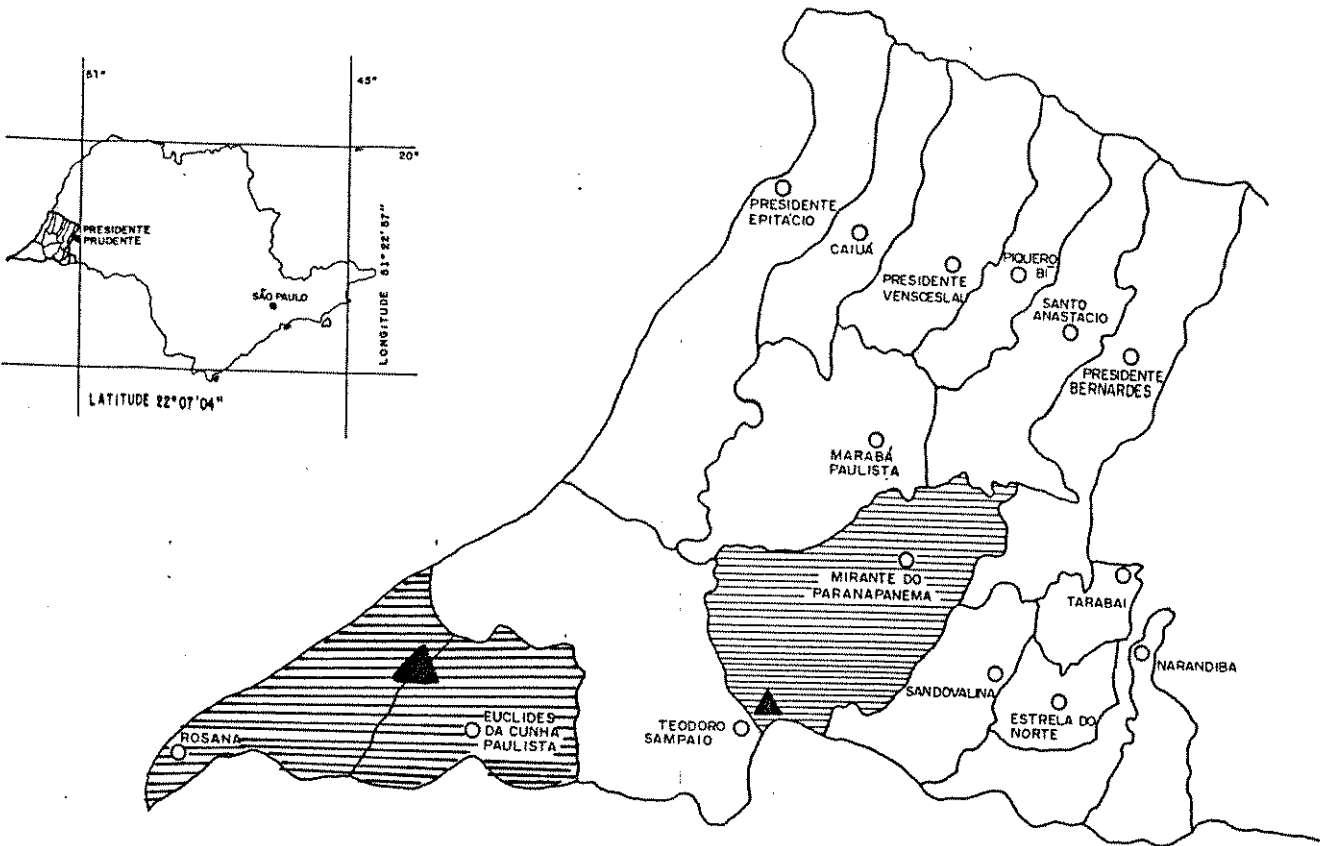 51°
45°
20°
PRESIDENTE
PRUDENTE
SÃO PAULO
LONGITUDE 51°22'57"
LATITUDE 22°07'04"
PRESIDENTE
EPITÁCIO
CAIUÁ
PRESIDENTE
VENSCESLAU
PIQUERO
BI
SANTO
ANASTACIO
PRESIDENTE
BERNARDES
MARABÁ
PAULISTA
MIRANTE DO
PARANAPANEMA
TARABAI
NARANDIBA
SANDOVALINA
ESTRELA DO
NORTE
TEODORO
SAMPAIO
EUCLIDES
DA CUNHA
PAULISTA
ROSANA